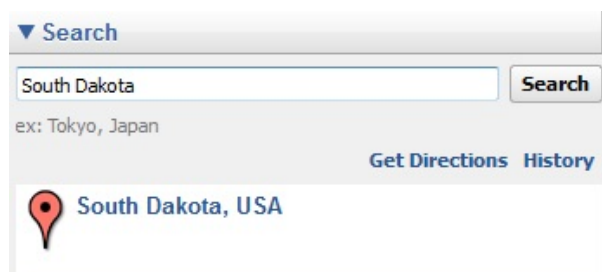 Search
South Dakota Search
ex: Tokyo, Japan
Get Directions History
South Dakota, USA